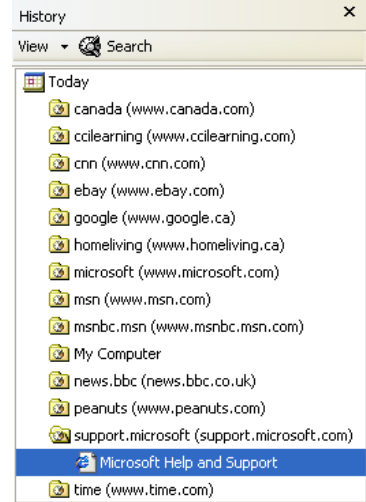 History
View Search
Today
canada (www.canada.com)
ccilearning (www.ccilearning.com)
cnn (www.cnn.com)
ebay (www.ebay.com)
google (www.google.ca)
homeliving (www.homeliving.ca)
microsoft (www.microsoft.com)
msn (www.msn.com)
msnbc.msn (www.msnbc.msn.com)
My Computer
news.bbc (news.bbc.co.uk)
peanuts (www.peanuts.com)
support.microsoft (support.microsoft.com)
Microsoft Help and Support
time (www.time.com)